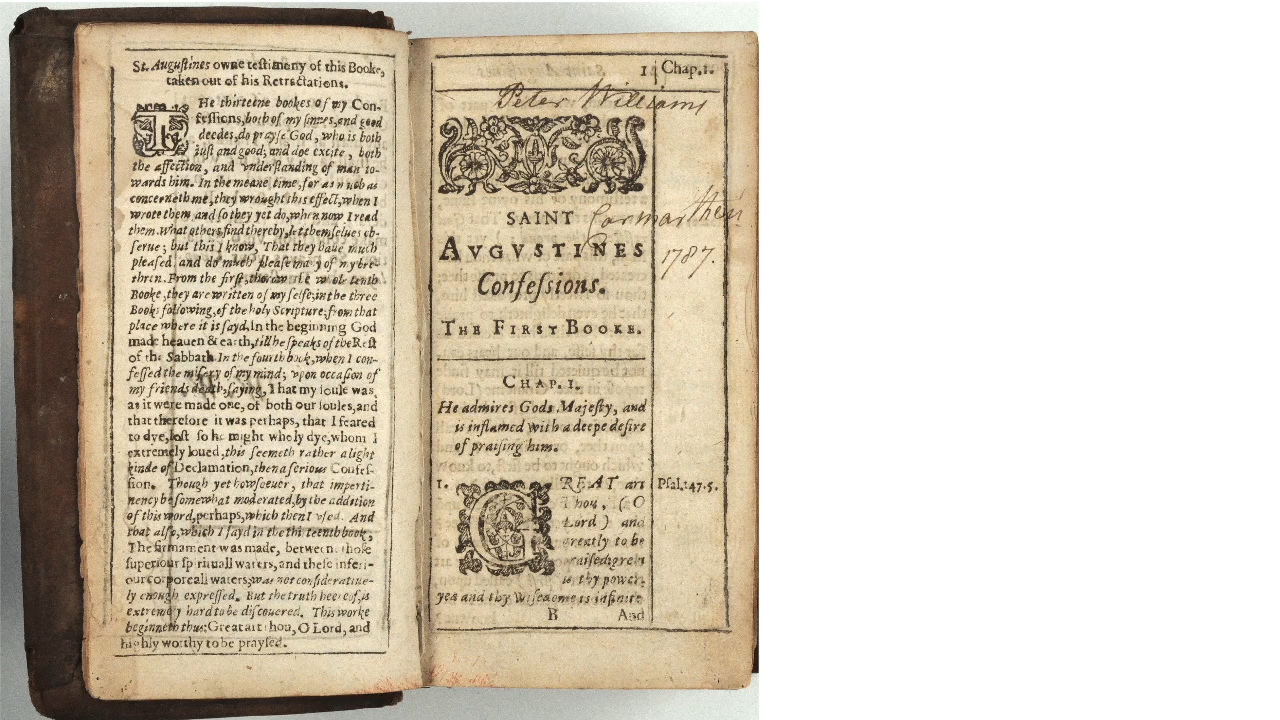 St. Augustines owne testimony of this Booke,
taken out of his Retractations.
THe thirteene bookes of my Con-
fessions, both of my sinnes, and good
deedes, do prayse God, who is both
just and good; and doe excite, both
the affection, and vnderstanding of man to-
wards him. In the meane time, for as much as
concerneth me, they wrought this effect, when I
wrote them, and so they yet do, when now I read
them. What others find thereby, let themselues ob-
serue; but this I know, That they haue much
pleased, and do much please many of my bre-
thren. From the first, thorow the whole tenth
Booke, they are written of my selfe; in the three
Books following, of the holy Scripture; from that
place where it is sayd, In the beginning God
made heauen & earth, till he speaks of the Rest
of the Sabbath. In the fourth book, when I con-
fessed the misery of my mind; vpon occasion of
my friends death, saying, That my soule was,
as it were made one, of both our soules, and
that therefore it was perhaps, that I feared
to dye, lest so he might wholy dye, whom I
extremely loued, this seemeth rather a light
kinde of Declamation, then a serious Confes-
sion. Though yet howsoeuer, that imperti-
nency be somewhat moderated, by the addition
of this word, perhaps, which then I vsed. And
that also, which I sayd in the thirteenth book,
The firmament was made, betweene those
superiour spirituall waters, and these inferi-
our corporeall waters; was not consideratiue-
ly enough expressed. But the truth heereof, is
extremely hard to be discouered. This worke
beginneth thus: Great art thou, O Lord, and
highly worthy to be praysed.
1 Chap. 1.
Peter Williams
SAINT Carmarthen
AVGVSTINES 1787.
Confessions.
THE FIRST BOOKE.
CHAP. I.
He admires Gods Majesty, and
is inflamed with a deepe desire
of praising him.
1. GREAT art Psal. 147.5.
Thou, (O
Lord) and
greatly to be
praised; great
is thy power,
yea and thy Wisedome is infinite
B And